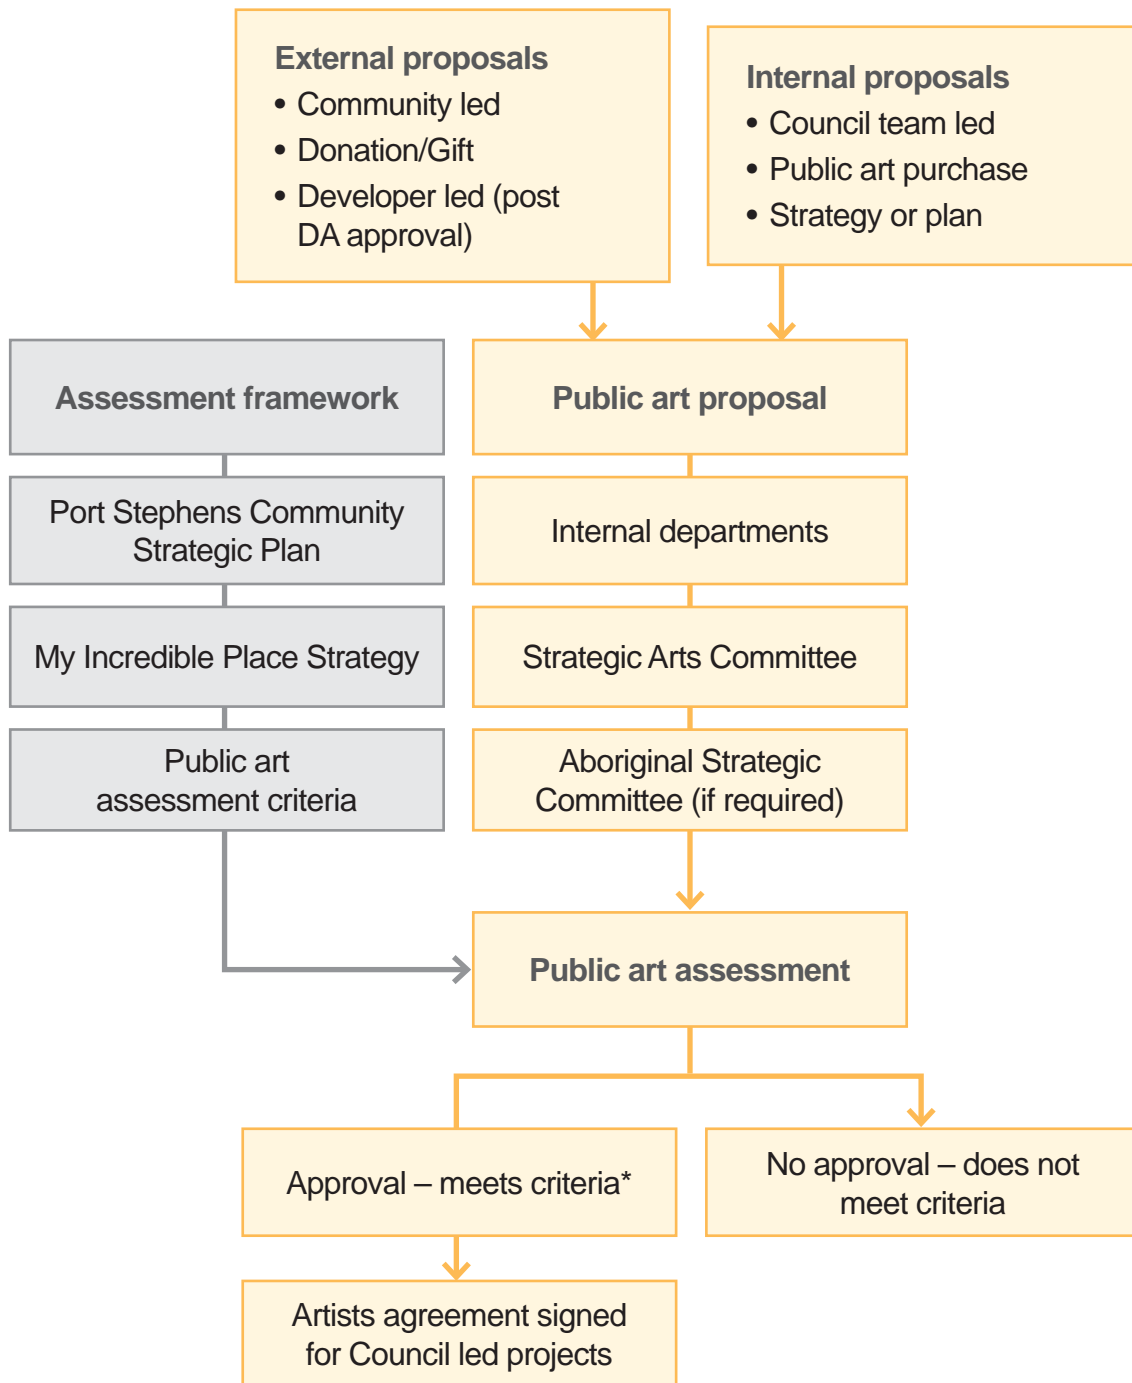 External proposals
• Community led
• Donation/Gift
• Developer led (post
DA approval)
Internal proposals
• Council team led
• Public art purchase
• Strategy or plan
Assessment framework
Port Stephens Community
Strategic Plan
My Incredible Place Strategy
Public art
assessment criteria
Public art proposal
Internal departments
Strategic Arts Committee
Aboriginal Strategic
Committee (if required)
Public art assessment
Approval – meets criteria*
No approval – does not
meet criteria
Artists agreement signed
for Council led projects